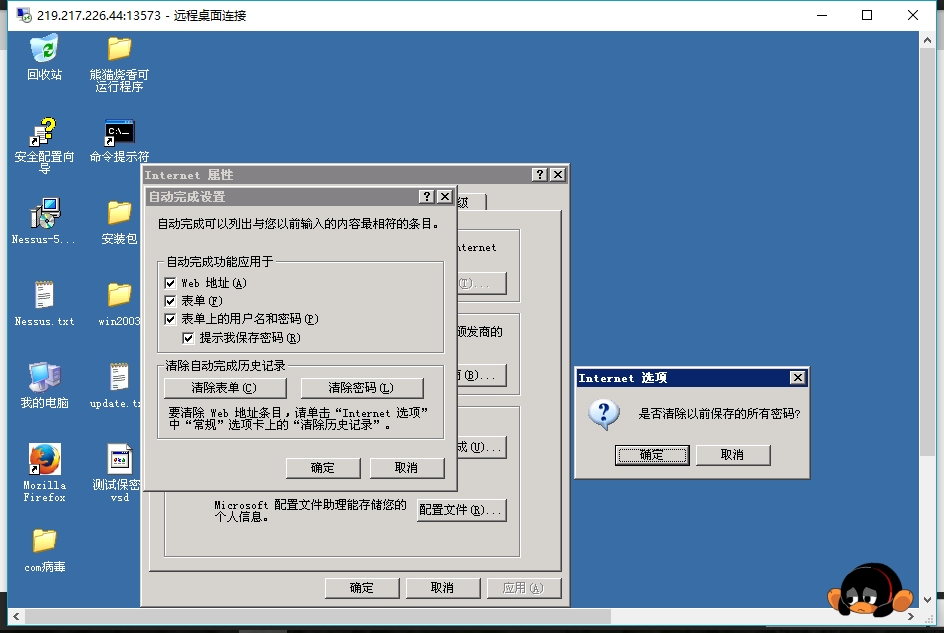 219.217.226.44:13573 - 远程桌面连接
回收站
熊猫烧香可
运行程序
安全配置向
导
命令提示符
Nessus-5...
安装包
Nessus.txt
win2003
我的电脑
update.tx
Mozilla
Firefox
测试保密
vsd
com病毒
Internet 属性
级
nternet
(I)...
颁发商的
(B)...
成(U)...
Microsoft 配置文件助理能存储您的
个人信息。
配置文件(R)...
确定
取消
应用(A)
自动完成设置
自动完成可以列出与您以前输入的内容最相符的条目。
自动完成功能应用于
Web 地址(A)
表单(F)
表单上的用户名和密码(P)
提示我保存密码(R)
清除自动完成历史记录
清除表单(C)
清除密码(L)
要清除 Web 地址条目，请单击“Internet 选项”
中“常规”选项卡上的“清除历史记录”。
确定
取消
Internet 选项
是否清除以前保存的所有密码?
确定
取消